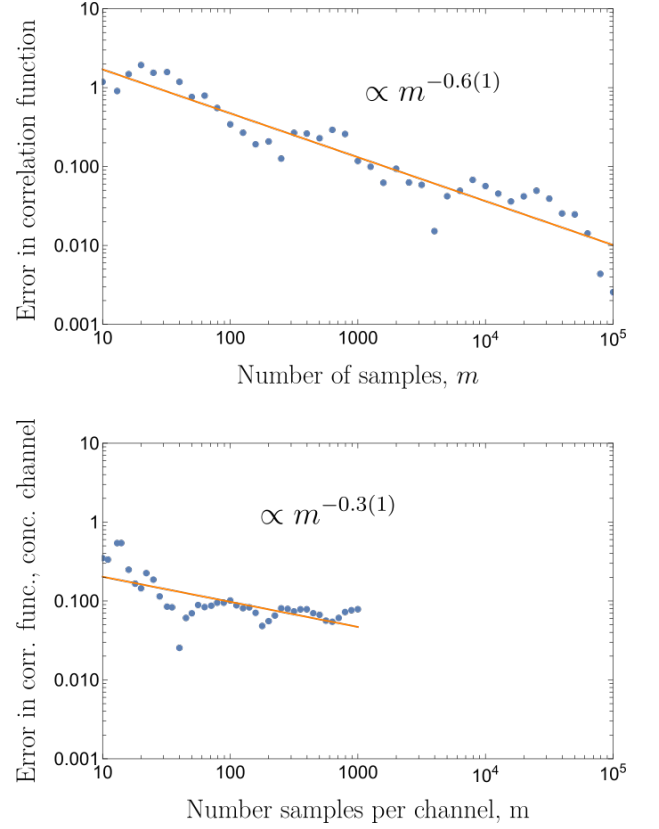 Error in correlation function
10
1
0.100
0.010
0.001
∝ m^−0.6(1)
10 100 1000 10^4 10^5
Number of samples, m
Error in corr. func., conc. channel
10
1
0.100
0.010
0.001
∝ m^−0.3(1)
10 100 1000 10^4 10^5
Number samples per channel, m